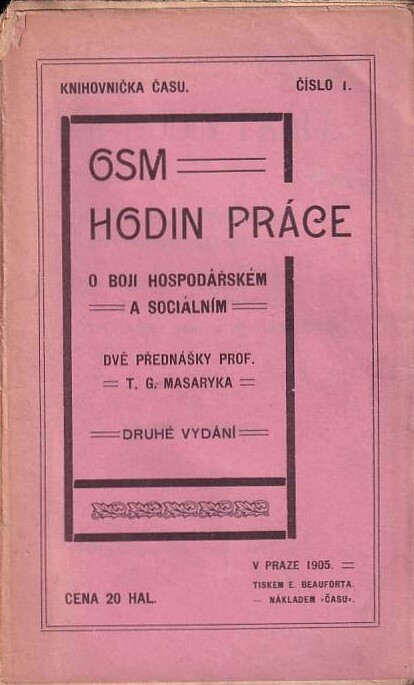 KNIHOVNIČKA ČASU. ČÍSLO 1.
OSM
HODIN PRÁCE
O BOJI HOSPODÁŘSKÉM
A SOCIÁLNÍM
DVĚ PŘEDNÁŠKY PROF.
T. G. MASARYKA
DRUHÉ VYDÁNÍ
V PRAZE 1905.
TISKEM E. BEAUFORTA.
— NÁKLADEM »ČASU«.
CENA 20 HAL.